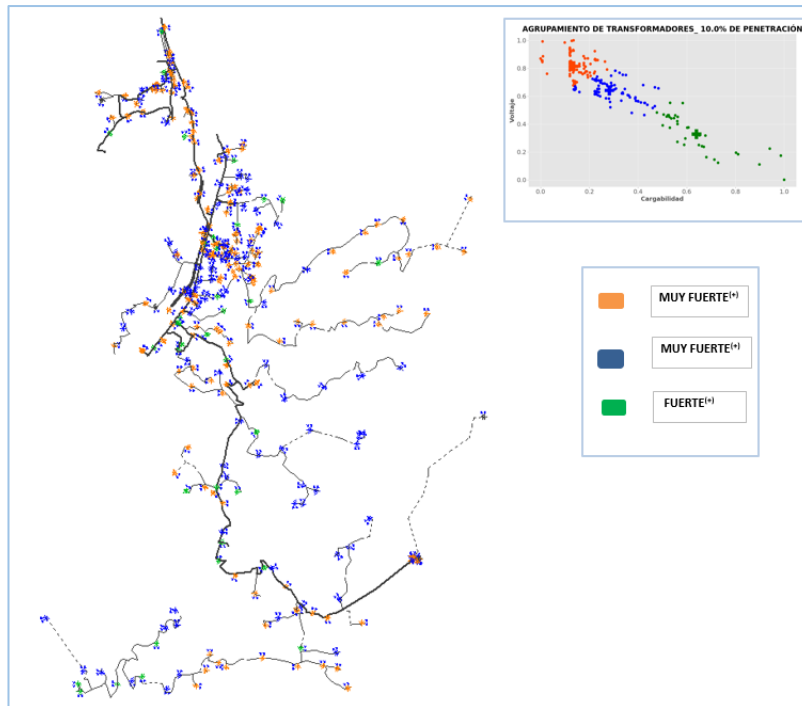 AGRUPAMIENTO DE TRANSFORMADORES_ 10.0% DE PENETRACIÓN
1.0
0.8
0.6
0.4
0.2
0.0
Voltaje
0.0 0.2 0.4 0.6 0.8 1.0
Cargabilidad
MUY FUERTE(+)
MUY FUERTE(+)
FUERTE(+)